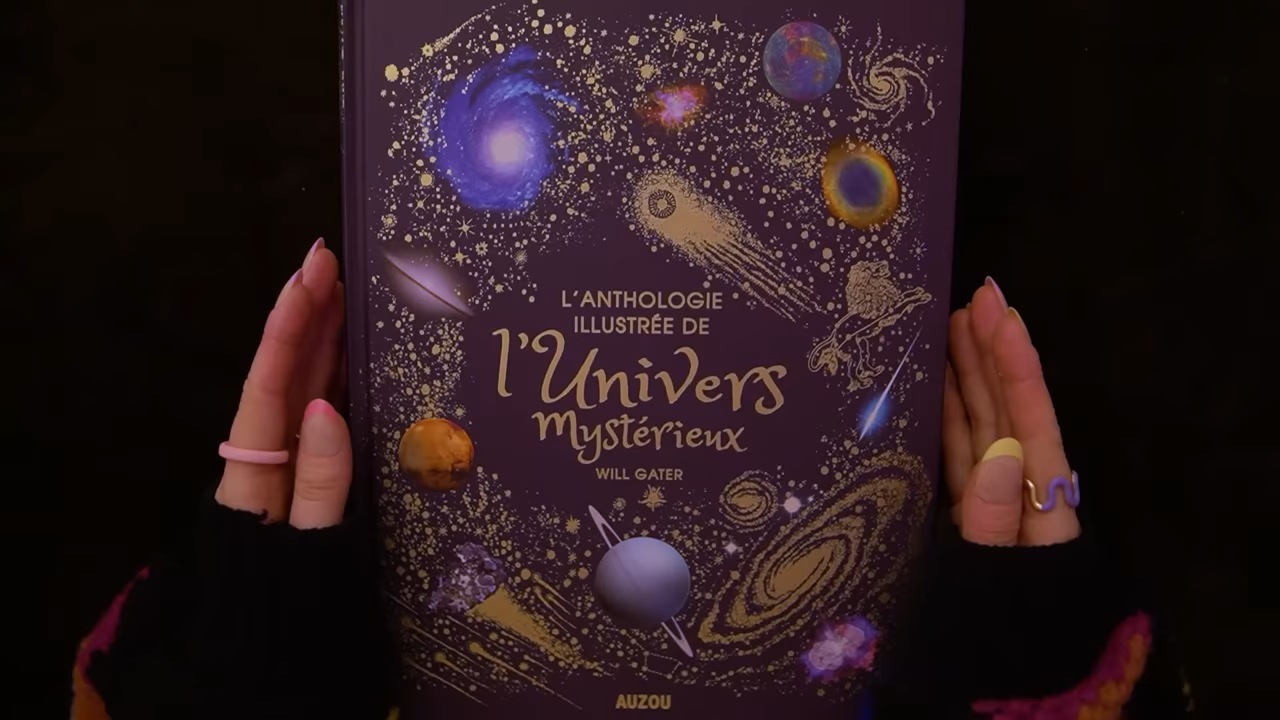 L'ANTHOLOGIE
ILLUSTRÉE DE
l'Univers
mystérieux
WILL GATER
AUZOU